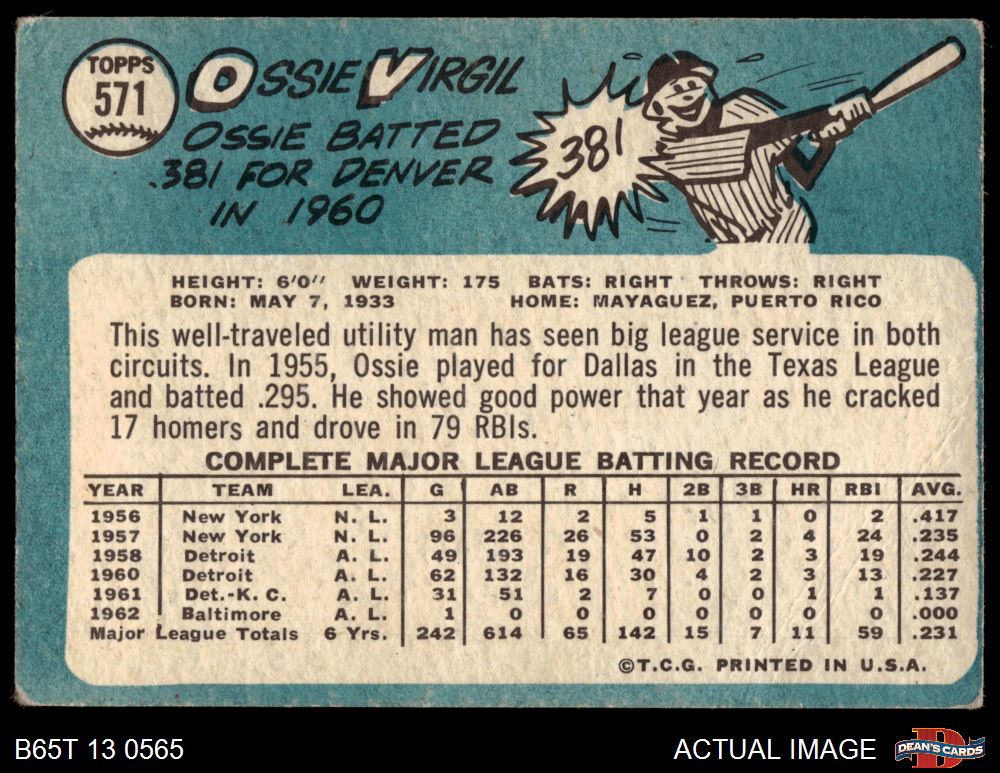 TOPPS
571
OSSIE VIRGIL
OSSIE BATTED
.381 FOR DENVER
IN 1960
381
HEIGHT: 6'0" WEIGHT: 175 BATS: RIGHT THROWS: RIGHT
BORN: MAY 7, 1933 HOME: MAYAGUEZ, PUERTO RICO
This well-traveled utility man has seen big league service in both
circuits. In 1955, Ossie played for Dallas in the Texas League
and batted .295. He showed good power that year as he cracked
17 homers and drove in 79 RBIs.
COMPLETE MAJOR LEAGUE BATTING RECORD
YEAR TEAM LEA. G AB R H 2B 3B HR RBI AVG.
1956 New York N. L. 3 12 2 5 1 1 0 2 .417
1957 New York N. L. 96 226 26 53 0 2 4 24 .235
1958 Detroit A. L. 49 193 19 47 10 2 3 19 .244
1960 Detroit A. L. 62 132 16 30 4 2 3 13 .227
1961 Det.-K. C. A. L. 31 51 2 7 0 0 1 1 .137
1962 Baltimore A. L. 1 0 0 0 0 0 0 0 .000
Major League Totals 6 Yrs. 242 614 65 142 15 7 11 59 .231
©T.C.G. PRINTED IN U.S.A.
B65T 13 0565
ACTUAL IMAGE
D
DEAN'S CARDS